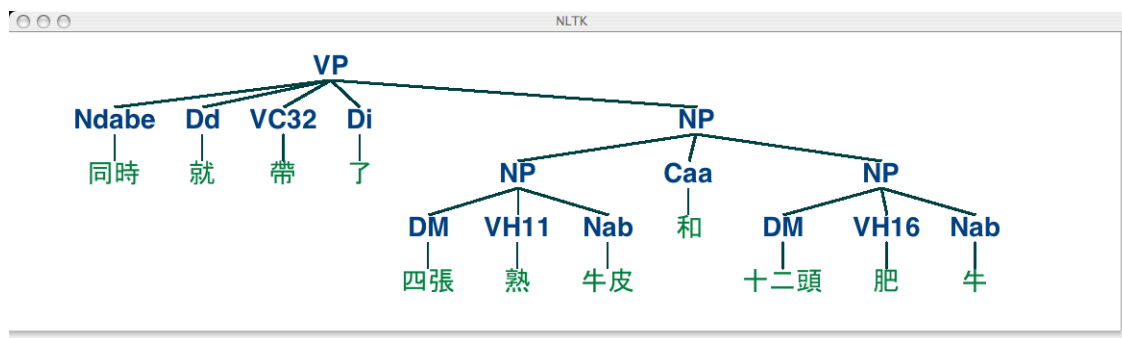 NLTK
VP
Ndabe Dd VC32 Di NP
同時 就 帶 了 NP Caa NP
DM VH11 Nab 和 DM VH16 Nab
四張 熟 牛皮 十二頭 肥 牛